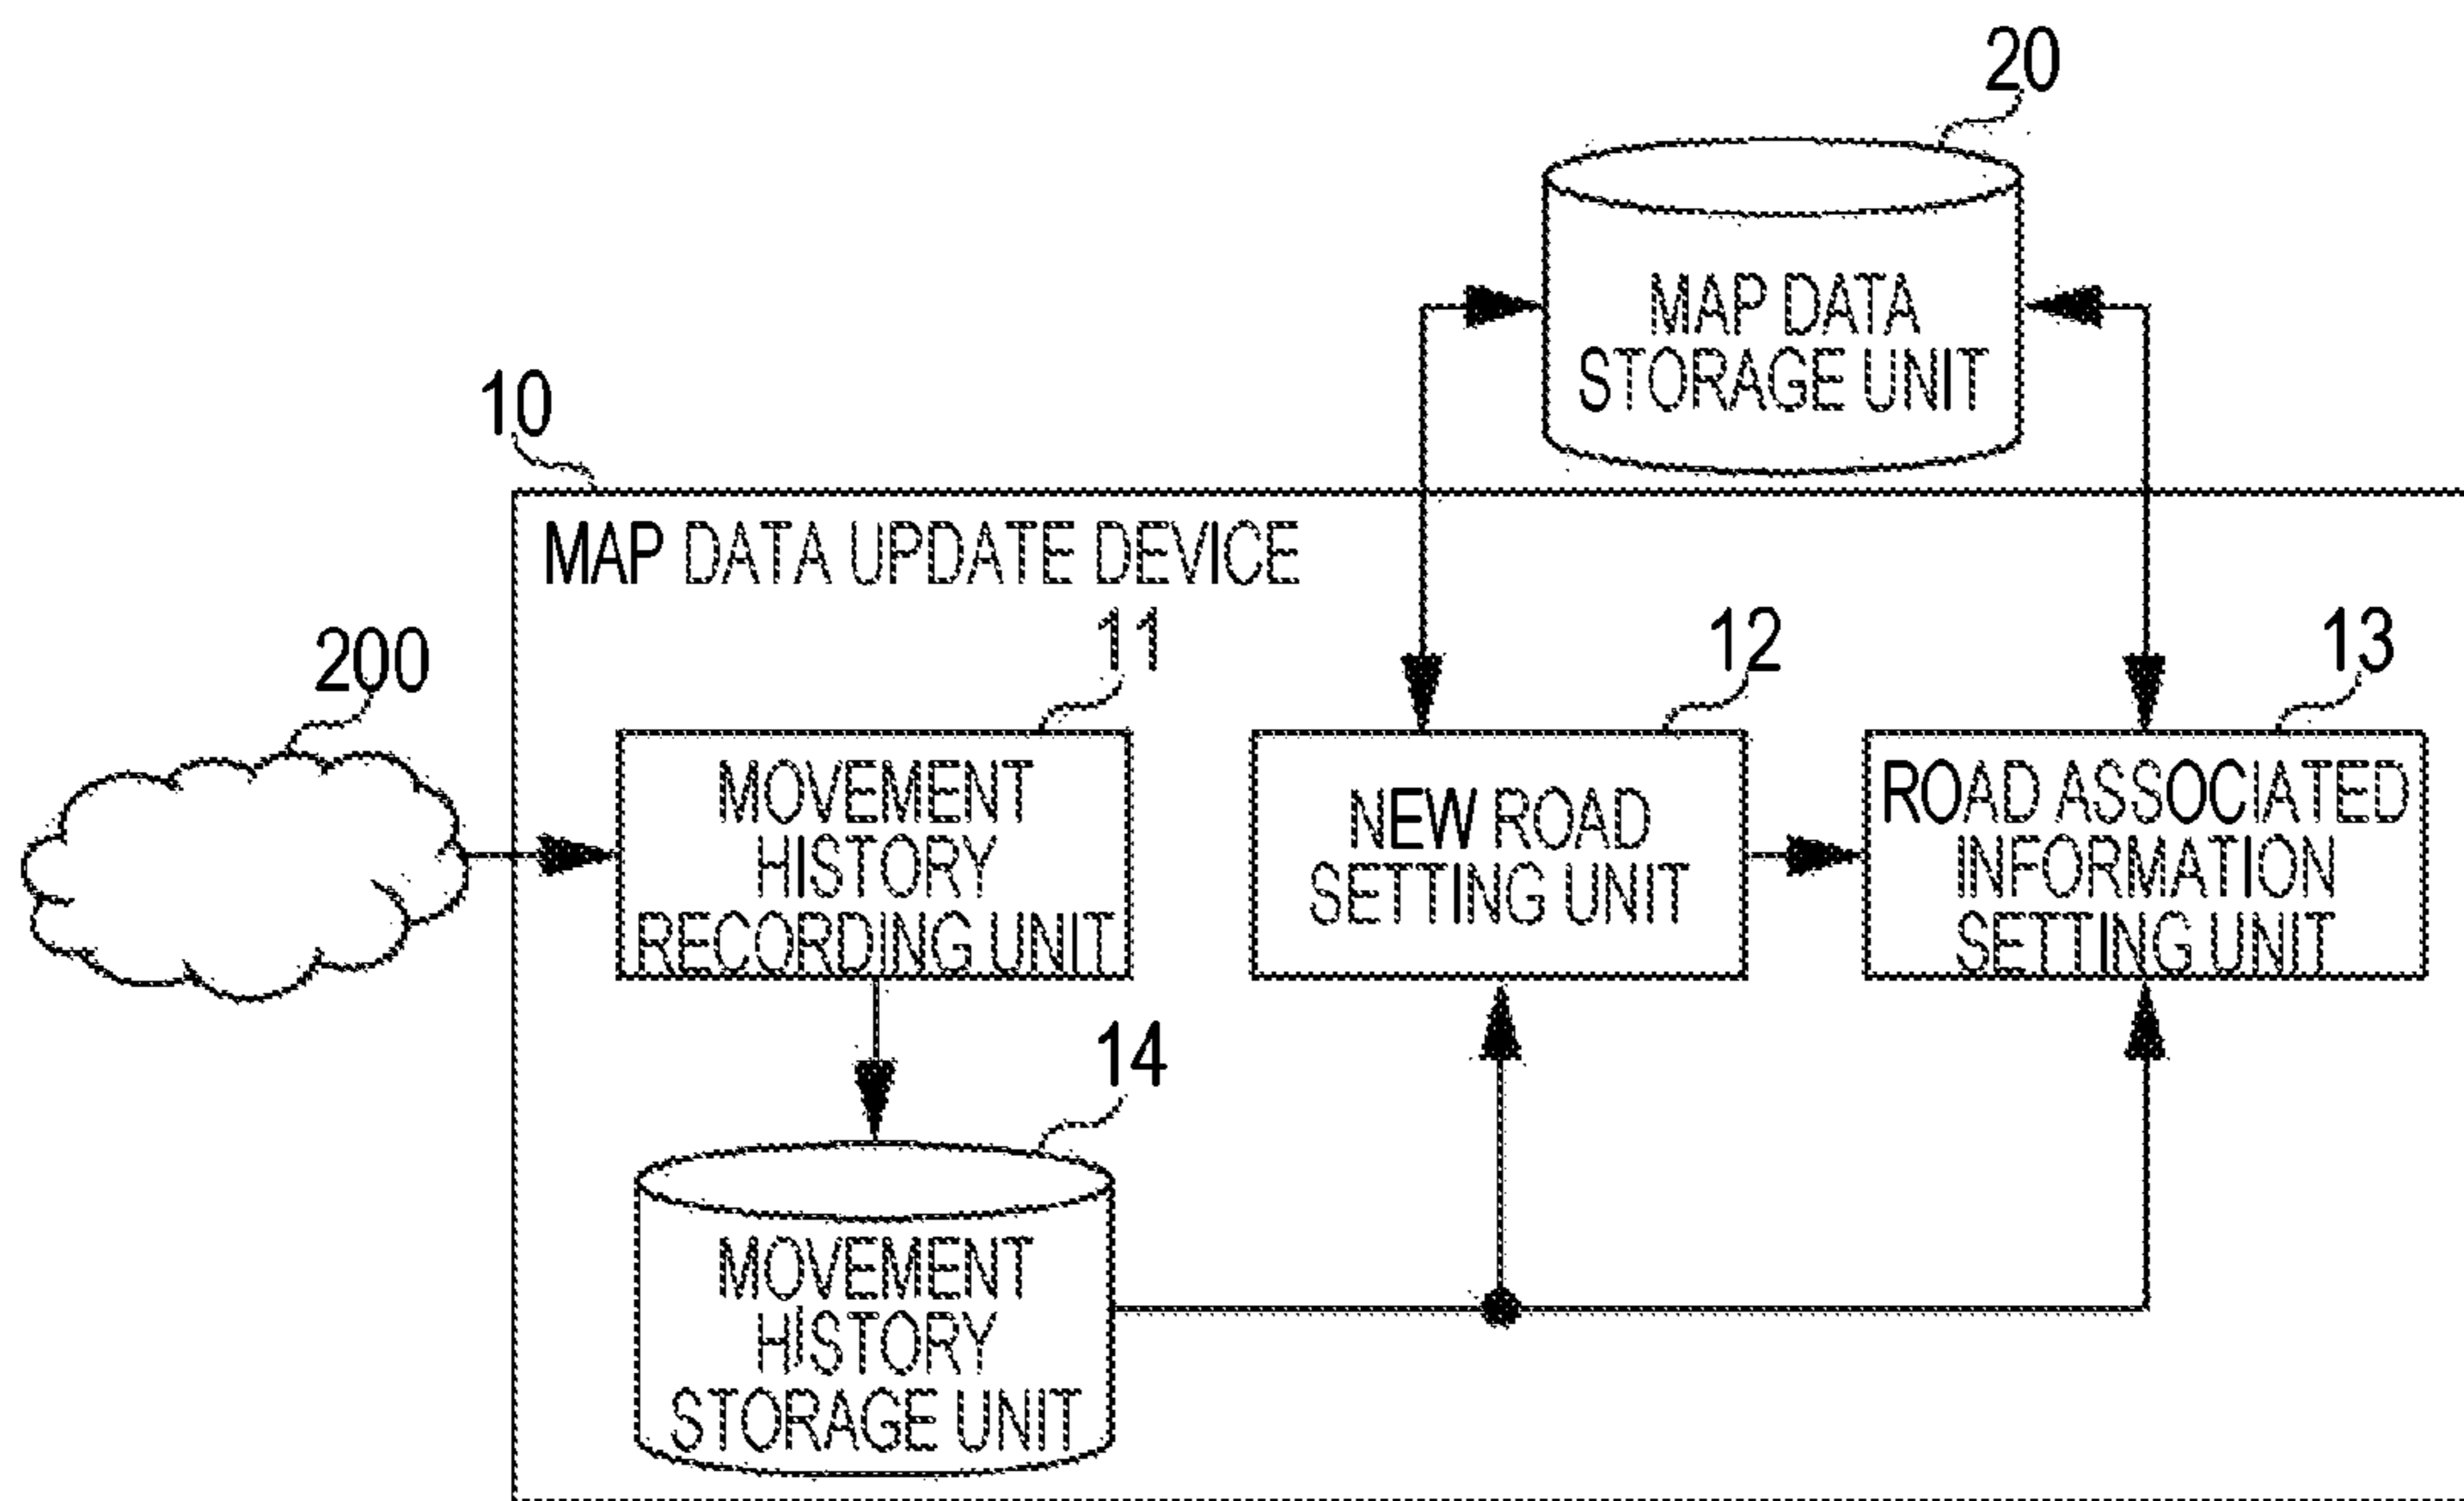 20
MAP DATA
STORAGE UNIT
10
MAP DATA UPDATE DEVICE
200
11
12
13
MOVEMENT
HISTORY
RECORDING UNIT
NEW ROAD
SETTING UNIT
ROAD ASSOCIATED
INFORMATION
SETTING UNIT
14
MOVEMENT
HISTORY
STORAGE UNIT